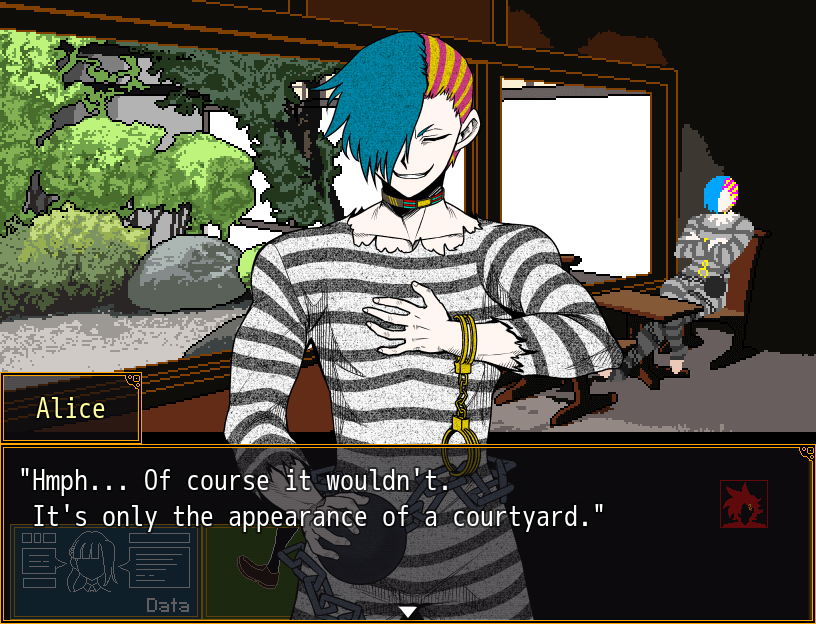 Alice
"Hmph... Of course it wouldn't.
It's only the appearance of a courtyard."
Data